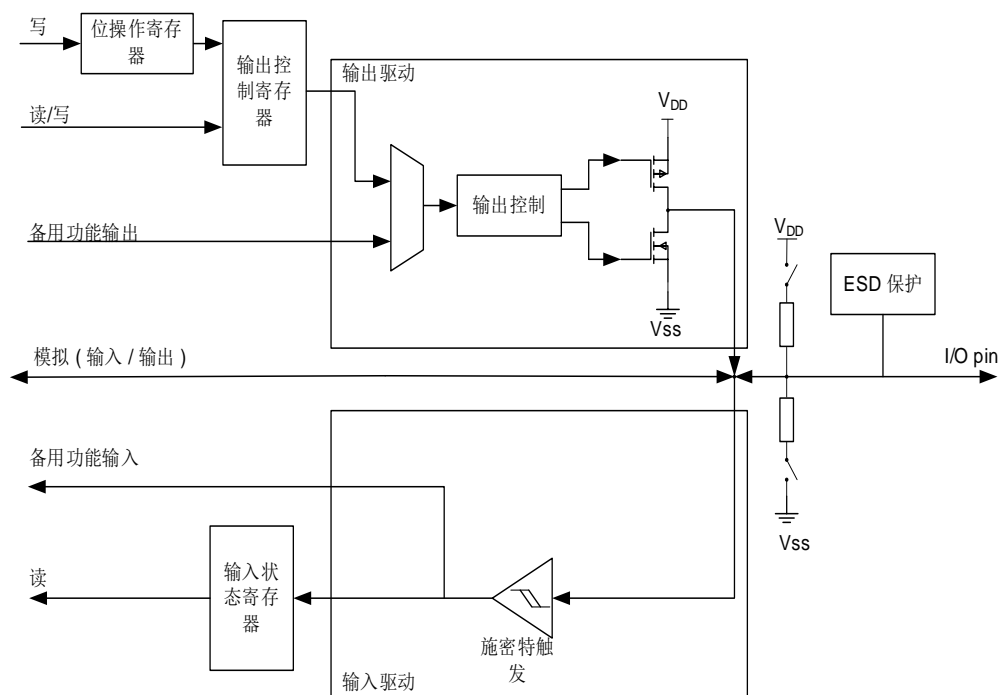 写
位操作寄存
器
输出控
制寄存
器
读/写
备用功能输出
输出驱动
VDD
输出控制
Vss
VDD
ESD 保护
模拟 ( 输入 / 输出 )
I/O pin
备用功能输入
Vss
读
输入状
态寄存
器
施密特触
发
输入驱动